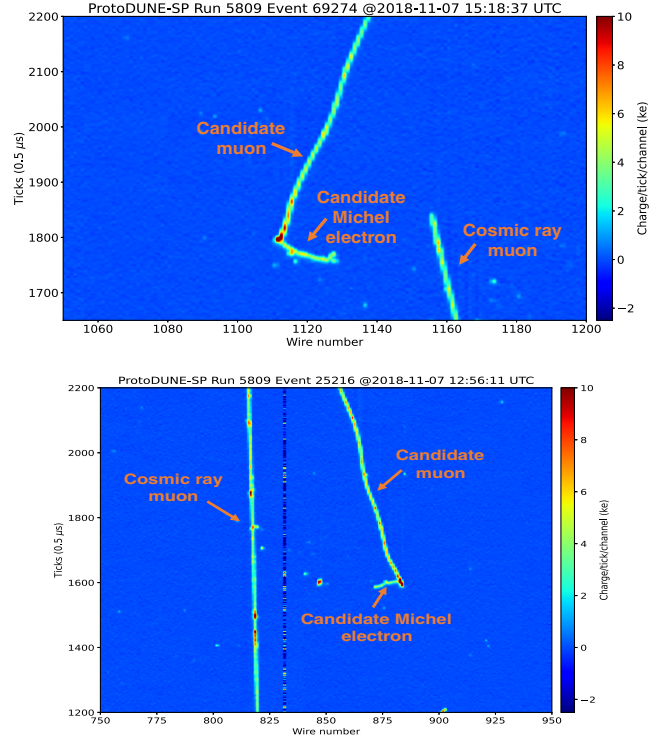 ProtoDUNE-SP Run 5809 Event 69274 @2018-11-07 15:18:37 UTC
2200
2100
2000
1900
1800
1700
Ticks (0.5 µs)
Candidate
muon
Candidate
Michel
electron
Cosmic ray
muon
1060
1080
1100
1120
1140
1160
1180
1200
Wire number
10
8
6
4
2
0
−2
Charge/tick/channel (ke)
ProtoDUNE-SP Run 5809 Event 25216 @2018-11-07 12:56:11 UTC
2200
2000
1800
1600
1400
1200
Ticks (0.5 µs)
Cosmic ray
muon
Candidate
muon
Candidate Michel
electron
750
775
800
825
850
875
900
925
950
Wire number
10
8
6
4
2
0
−2
Charge/tick/channel (ke)